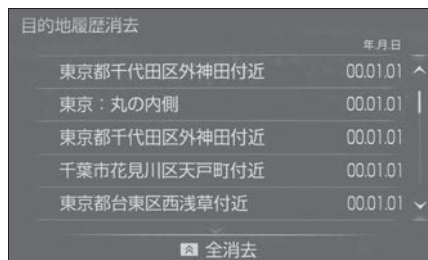 目的地履歴消去
年.月.日
東京都千代田区外神田付近 00.01.01
東京：丸の内側 00.01.01
東京都千代田区外神田付近 00.01.01
千葉市花見川区天戸町付近 00.01.01
東京都台東区西浅草付近 00.01.01
全消去